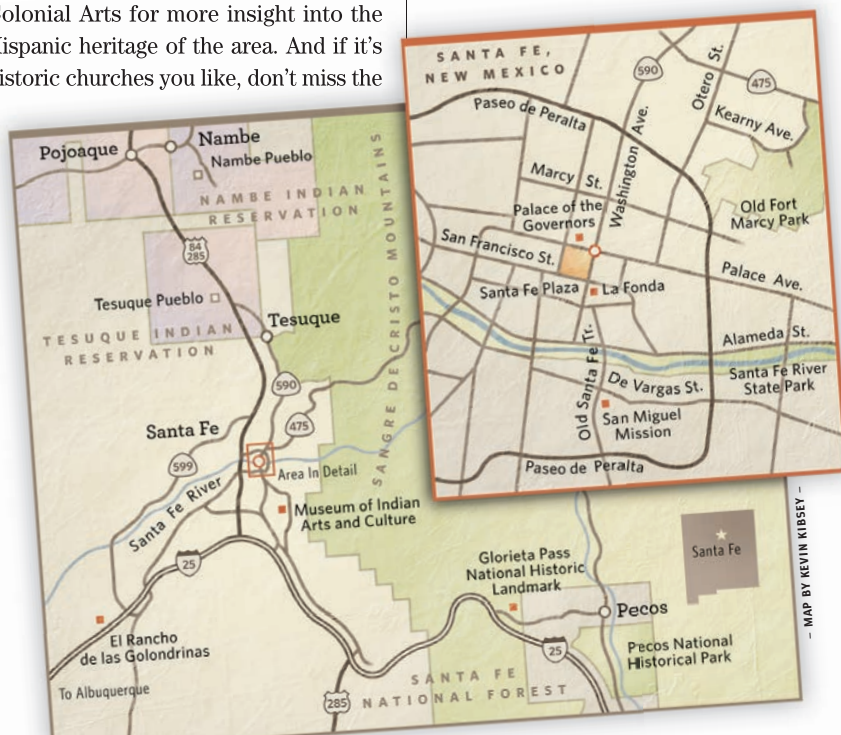 olonial Arts for more insight into the
ispanic heritage of the area. And if it's
istoric churches you like, don't miss the
SANTA FE,
NEW MEXICO
590
Otero St.
475
Paseo de Peralta
Kearny Ave.
Washington Ave.
Marcy St.
Palace of the
Governors
Old Fort
Marcy Park
San Francisco St.
Palace Ave.
Santa Fe Plaza
La Fonda
Alameda St.
Old Santa Fe Tr.
De Vargas St.
Santa Fe River
State Park
San Miguel
Mission
Paseo de Peralta
Pojoaque
Nambe
Nambe Pueblo
NAMBE INDIAN
RESERVATION
SANGRE DE CRISTO MOUNTAINS
84
285
Tesuque Pueblo
Tesuque
TESUQUE INDIAN
RESERVATION
590
475
Santa Fe
599
Area In Detail
Santa Fe River
Museum of Indian
Arts and Culture
25
Glorieta Pass
National Historic
Landmark
Santa Fe
Pecos
El Rancho
de las Golondrinas
25
Pecos National
Historical Park
To Albuquerque
SANTA FE
NATIONAL FOREST
285
– MAP BY KEVIN KIBSEY –